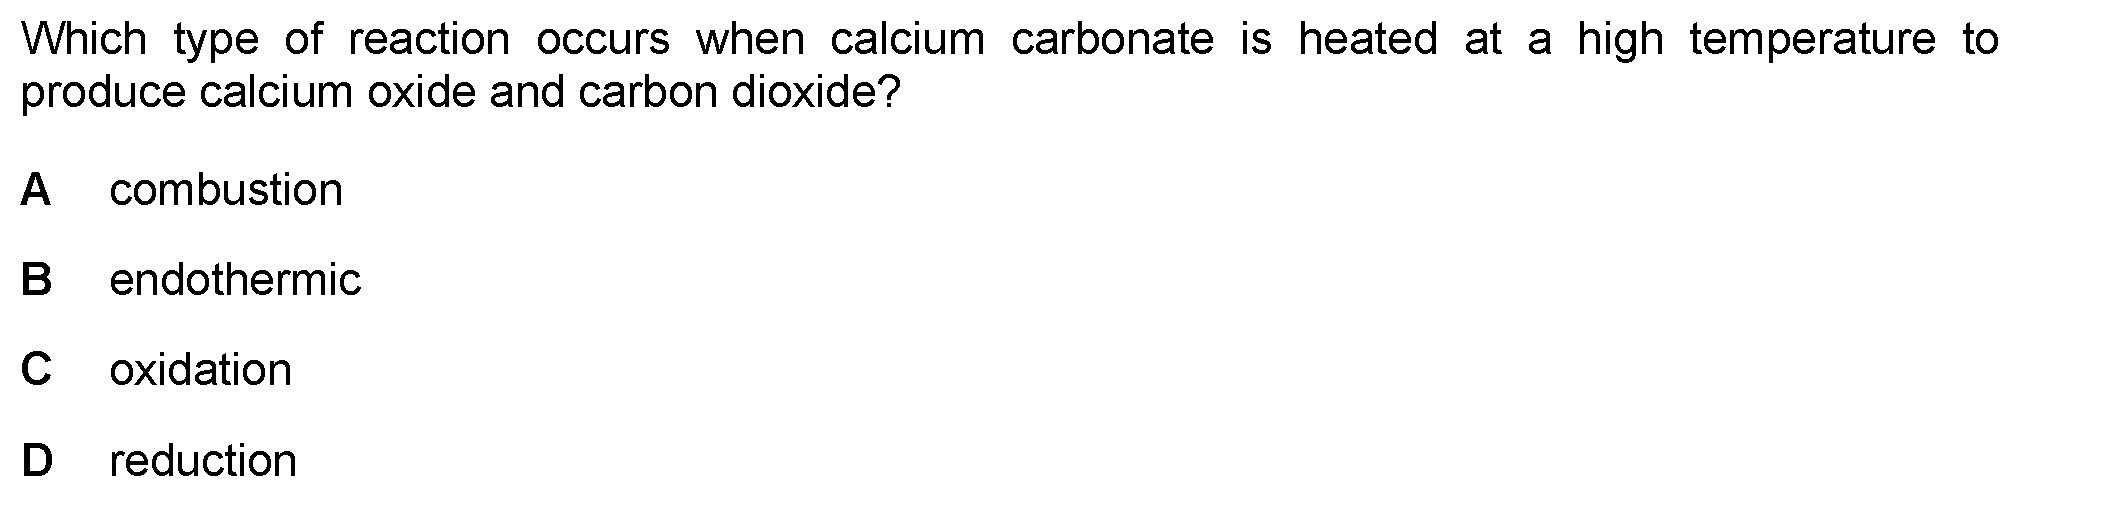 Which type of reaction occurs when calcium carbonate is heated at a high temperature to
produce calcium oxide and carbon dioxide?
A combustion
B endothermic
C oxidation
D reduction